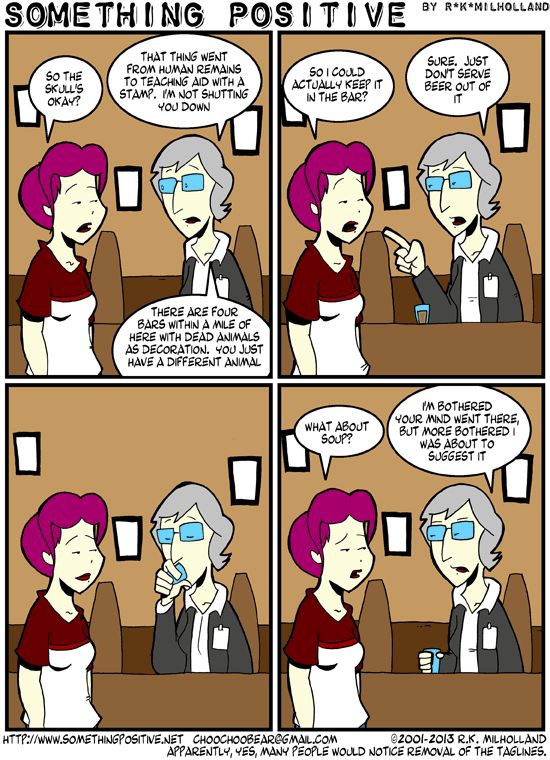 SOMETHING POSITIVE BY R*K*MILHOLLAND
SO THE
SKULL'S
OKAY?
THAT THING WENT
FROM HUMAN REMAINS
TO TEACHING AID WITH A
STAMP. I'M NOT SHUTTING
YOU DOWN
THERE ARE FOUR
BARS WITHIN A MILE OF
HERE WITH DEAD ANIMALS
AS DECORATION. YOU JUST
HAVE A DIFFERENT ANIMAL
SO I COULD
ACTUALLY KEEP IT
IN THE BAR?
SURE. JUST
DON'T SERVE
BEER OUT OF
IT
WHAT ABOUT
SOUP?
I'M BOTHERED
YOUR MIND WENT THERE,
BUT MORE BOTHERED I
WAS ABOUT TO
SUGGEST IT
HTTP://WWW.SOMETHINGPOSITIVE.NET CHOOCHOOBEAR@GMAIL.COM ©2001-2013 R.K. MILHOLLAND
APPARENTLY, YES, MANY PEOPLE WOULD NOTICE REMOVAL OF THE TAGLINES.